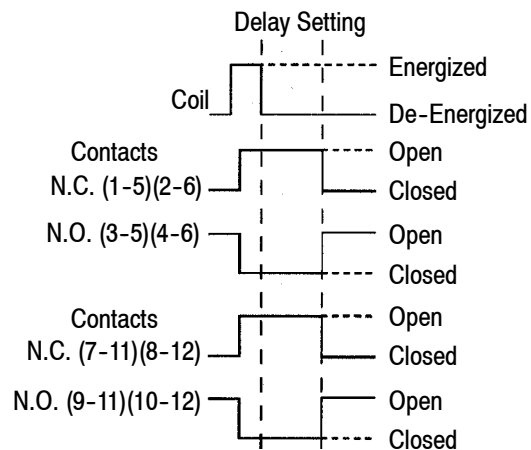 Delay Setting
Energized
Coil
De-Energized
Contacts
Open
N.C. (1-5)(2-6)
Closed
N.O. (3-5)(4-6)
Open
Closed
Contacts
Open
N.C. (7-11)(8-12)
Closed
N.O. (9-11)(10-12)
Open
Closed